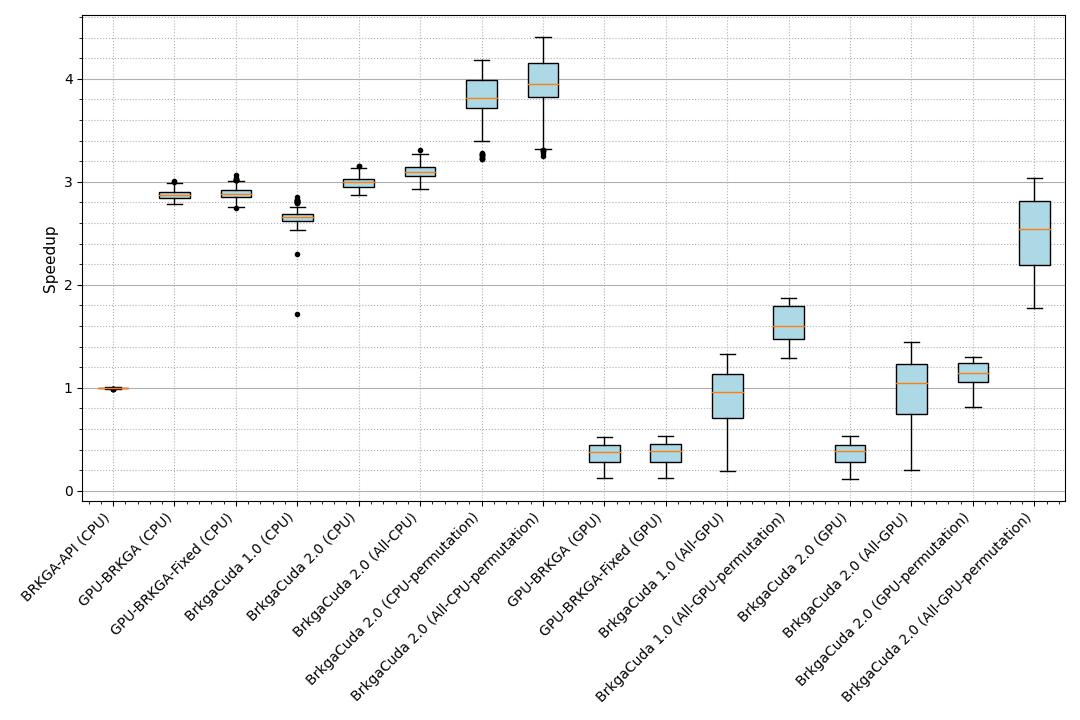 Speedup
4
3
2
1
0
BRKGA-API (CPU)
GPU-BRKGA (CPU)
GPU-BRKGA-Fixed (CPU)
BrkgaCuda 1.0 (CPU)
BrkgaCuda 2.0 (CPU)
BrkgaCuda 2.0 (All-CPU)
BrkgaCuda 2.0 (CPU-permutation)
BrkgaCuda 2.0 (All-CPU-permutation)
GPU-BRKGA (GPU)
GPU-BRKGA-Fixed (GPU)
BrkgaCuda 1.0 (All-GPU)
BrkgaCuda 1.0 (All-GPU-permutation)
BrkgaCuda 2.0 (GPU)
BrkgaCuda 2.0 (All-GPU)
BrkgaCuda 2.0 (GPU-permutation)
BrkgaCuda 2.0 (All-GPU-permutation)